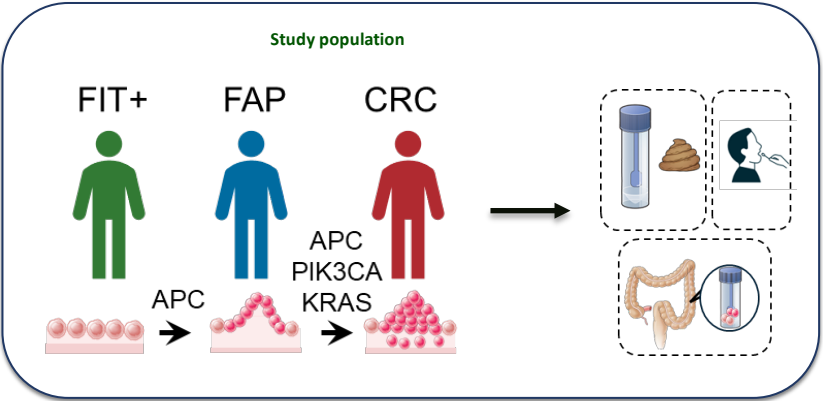 Study population
FIT+
FAP
CRC
APC
APC
PIK3CA
KRAS